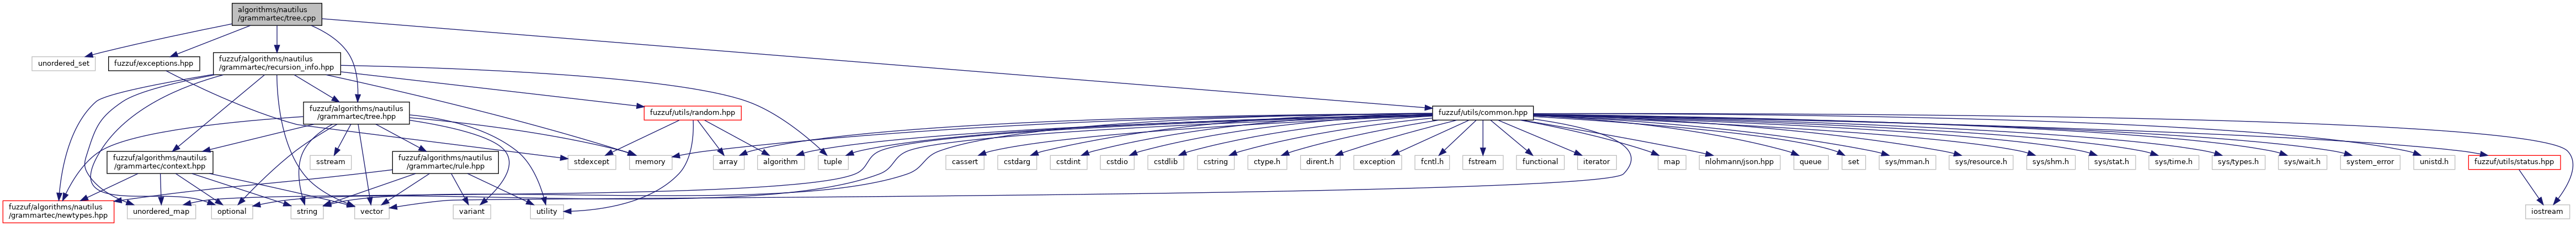 algorithms/nautilus
/grammartec/tree.cpp
unordered_set
fuzzuf/exceptions.hpp
fuzzuf/algorithms/nautilus
/grammartec/recursion_info.hpp
fuzzuf/algorithms/nautilus
/grammartec/tree.hpp
fuzzuf/utils/random.hpp
fuzzuf/utils/common.hpp
fuzzuf/algorithms/nautilus
/grammartec/context.hpp
sstream
fuzzuf/algorithms/nautilus
/grammartec/rule.hpp
stdexcept
memory
array
algorithm
tuple
cassert
cstdarg
cstdint
cstdio
cstdlib
cstring
ctype.h
dirent.h
exception
fcntl.h
fstream
functional
iterator
map
nlohmann/json.hpp
queue
set
sys/mman.h
sys/resource.h
sys/shm.h
sys/stat.h
sys/time.h
sys/types.h
sys/wait.h
system_error
unistd.h
fuzzuf/utils/status.hpp
fuzzuf/algorithms/nautilus
/grammartec/newtypes.hpp
unordered_map
optional
string
vector
variant
utility
iostream